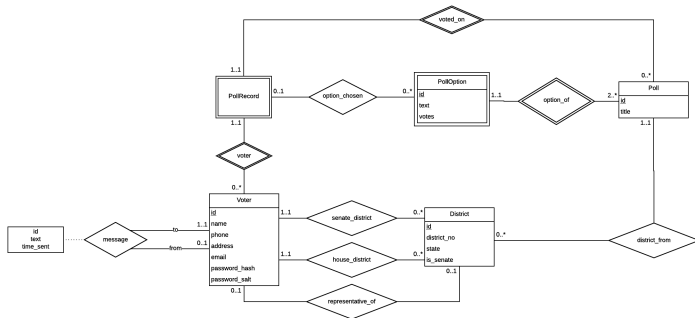 voted_on
1..1
0..*
PollRecord
0..1
option_chosen
0..*
PollOption
id
text
votes
1..1
option_of
2..*
Poll
id
title
1..1
1..1
voter
0..*
Voter
id
name
phone
address
email
password_hash
password_salt
id
text
time_sent
message
to
1..1
from
0..1
1..1
senate_district
0..*
1..1
house_district
0..*
District
id
district_no
state
is_senate
0..*
district_from
0..1
representative_of
0..1